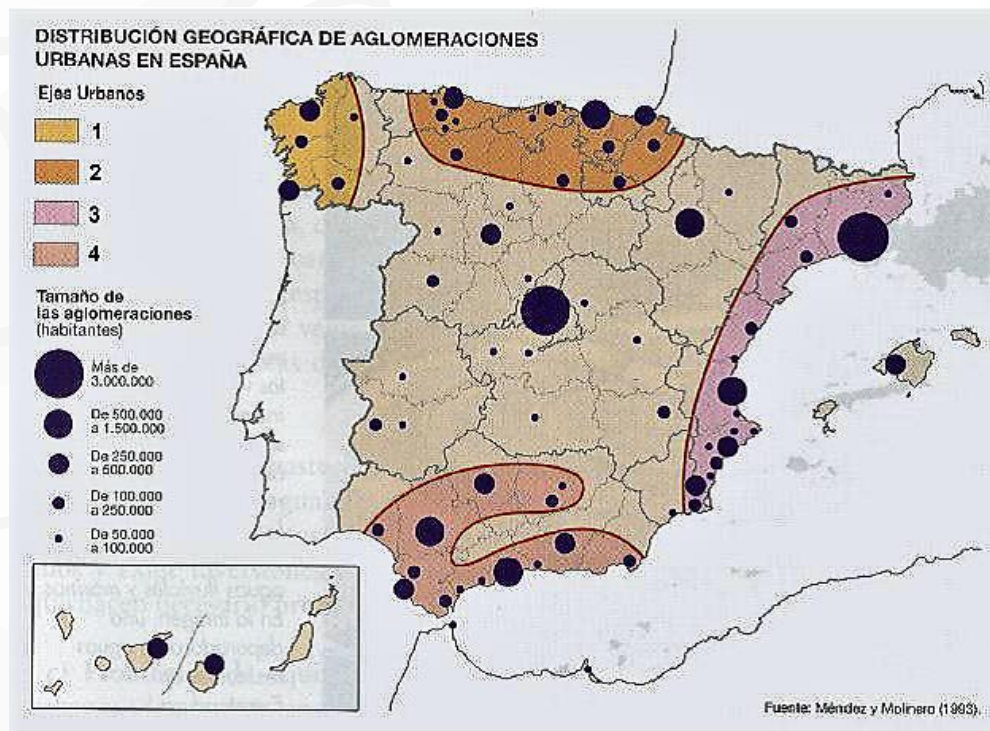 DISTRIBUCIÓN GEOGRÁFICA DE AGLOMERACIONES
URBANAS EN ESPAÑA
Ejes Urbanos
1
2
3
4
Tamaño de
las aglomeraciones
(habitantes)
Más de
3.000.000
De 500.000
a 1.500.000
De 250.000
a 600.000
De 100.000
a 250.000
De 50.000
a 100.000
Fuente: Méndez y Molinero (1993).